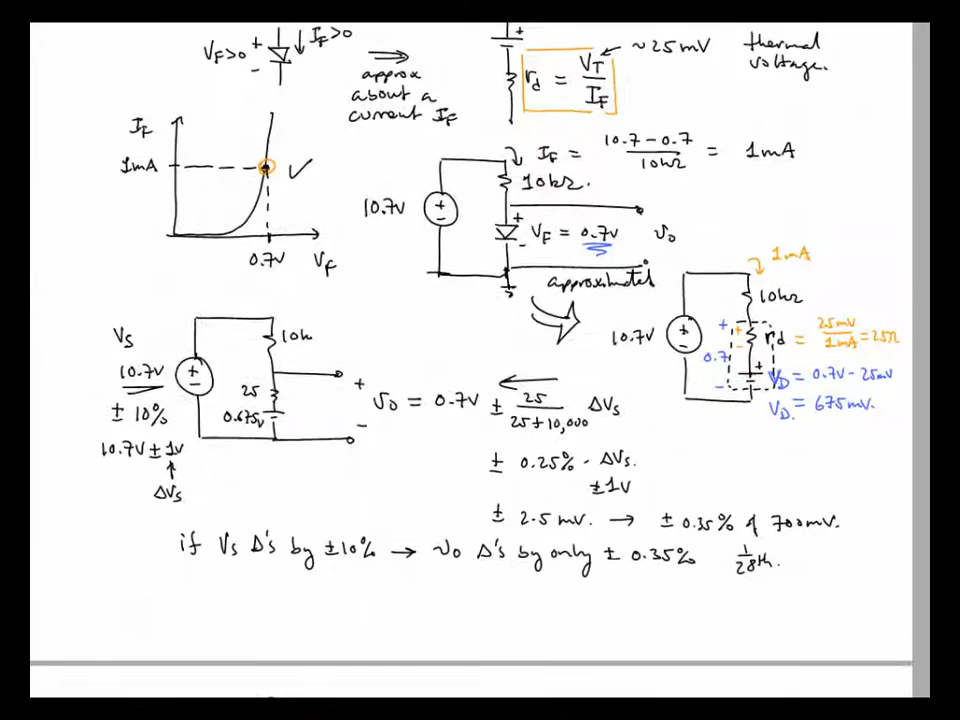 VF>0 + - IF>0
⇒ approx about a current IF
+
rd = VT / IF
~25mV thermal voltage.
IF
1mA ✓
0.7V VF
IF = (10.7 - 0.7) / 10kΩ = 1mA
10kΩ.
10.7V + -
+ - VF = 0.7V
vo
approximated
1mA
10kΩ
10.7V + -
+ + rd = 25mV / 1mA = 25Ω
- +
0.7 VD = 0.7V - 25mV
- VD = 675mV.
VS
10k
10.7V + -
± 10%
25
0.675V
+
-
10.7V ± 1V
ΔVS
vo = 0.7V ± 25 / (25+10,000) ΔVS
± 0.25% - ΔVS.
±1V
± 2.5 mV. → ± 0.35% of 700mV.
if VS Δ's by ±10% → vo Δ's by only ± 0.35% 1/28th.